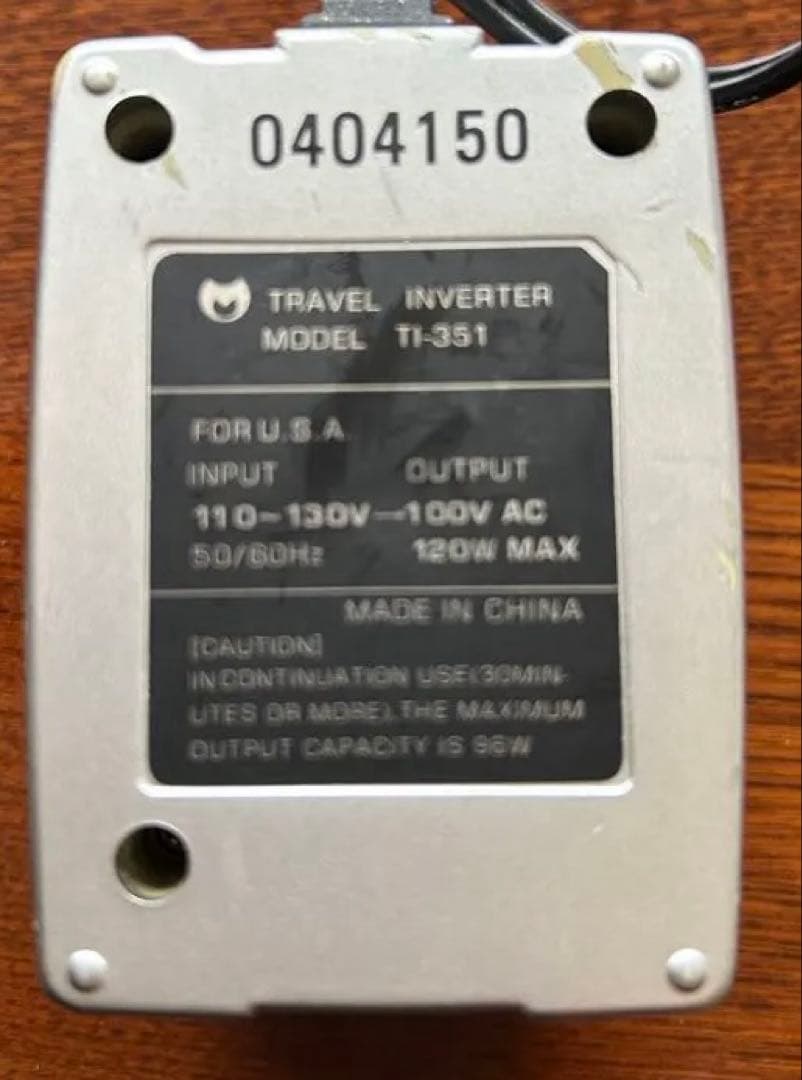 0404150
TRAVEL INVERTER
MODEL TI-351
FOR U.S.A
INPUT OUTPUT
110~130V—100V AC
50/60Hz 120W MAX
MADE IN CHINA
[CAUTION]
IN CONTINUATION USE(30MIN-
UTES OR MORE),THE MAXIMUM
OUTPUT CAPACITY IS 96W